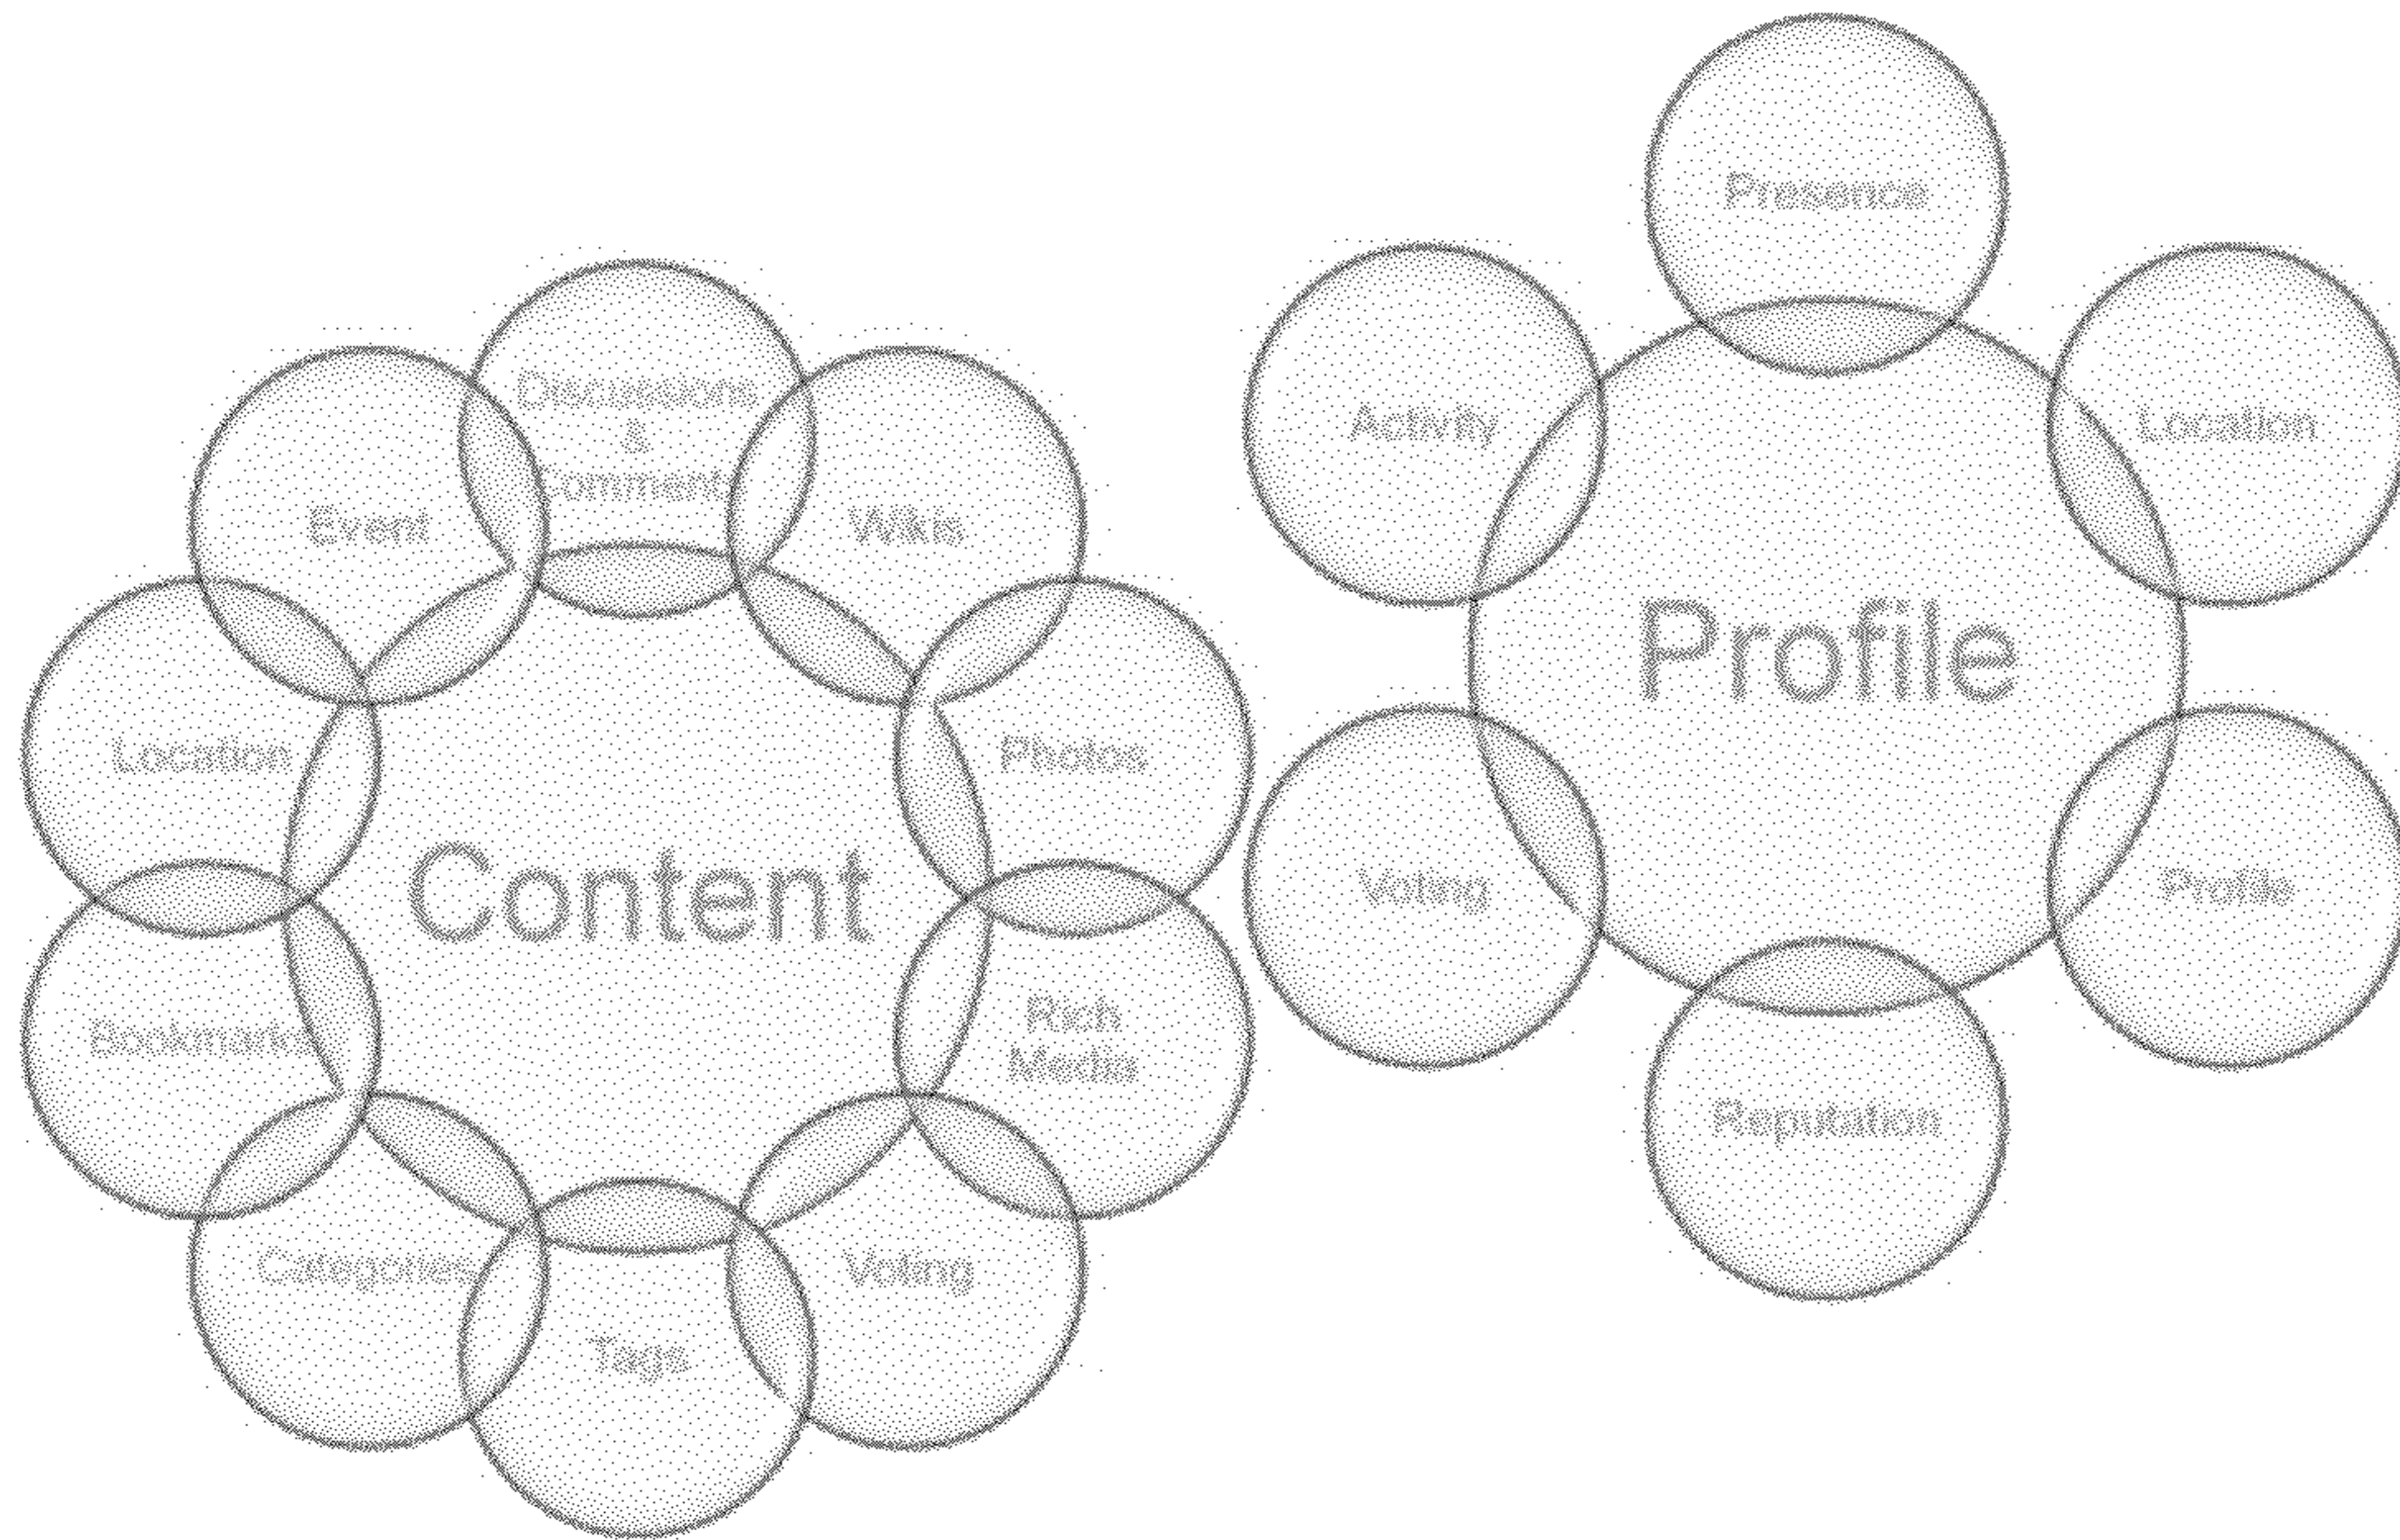 Discussions
&
Comments
Event
Wikis
Location
Photos
Content
Bookmarks
Rich
Media
Categories
Voting
Tags
Presence
Activity
Location
Profile
Voting
Profile
Reputation